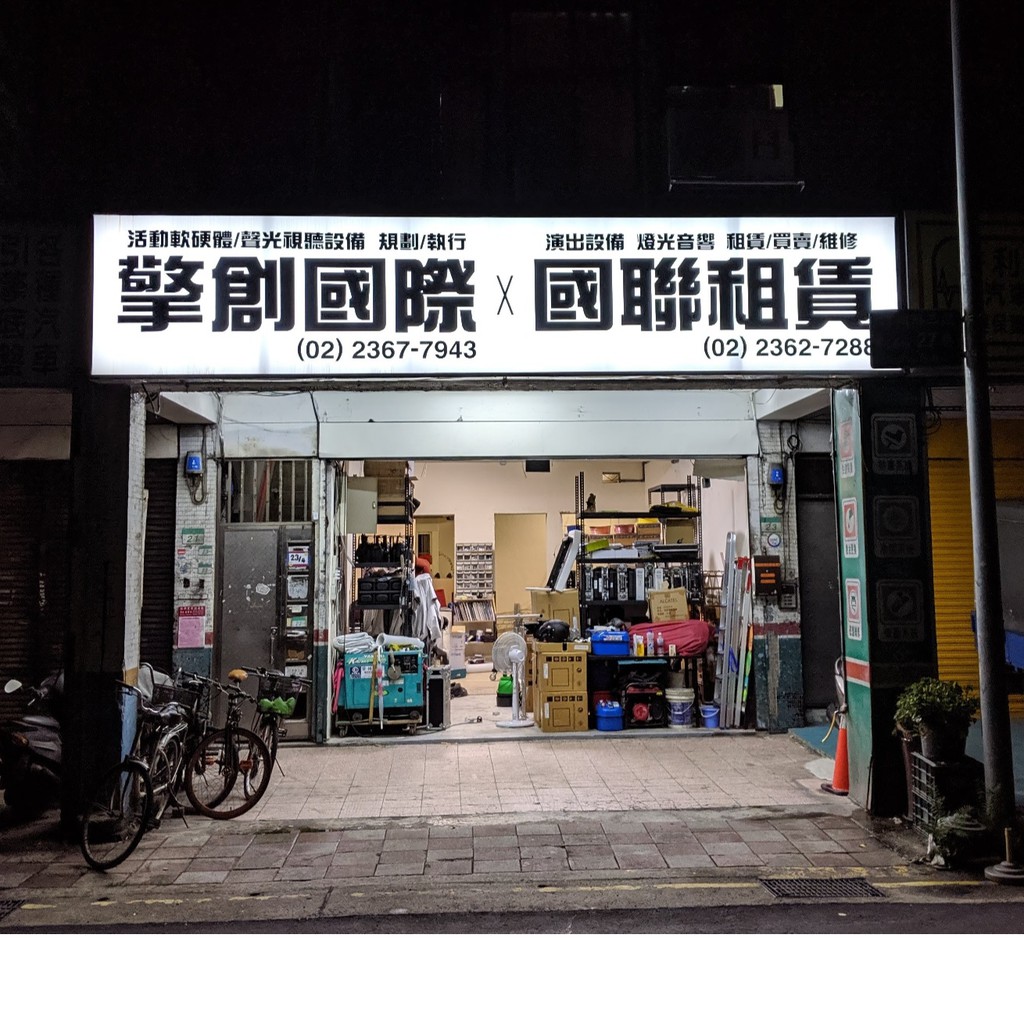 活動軟硬體/聲光視聽設備 規劃/執行
擎創國際
(02) 2367-7943
X
演出設備 燈光音響 租賃/買賣/維修
國聯租賃
(02) 2362-7288